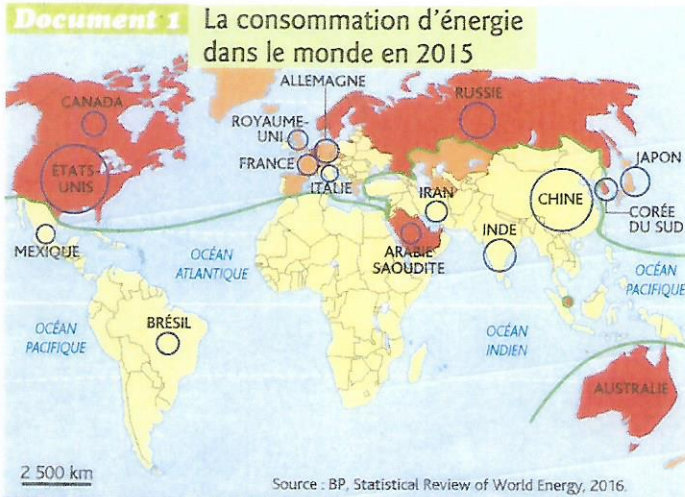 Document 1
La consommation d'énergie
dans le monde en 2015
ALLEMAGNE
CANADA
RUSSIE
ROYAUME-
UNI
ÉTATS-
UNIS
FRANCE
ITALIE
JAPON
IRAN
CHINE
CORÉE
DU SUD
MEXIQUE
INDE
ARABIE
SAOUDITE
OCÉAN
ATLANTIQUE
OCÉAN
PACIFIQUE
BRÉSIL
OCÉAN
PACIFIQUE
OCÉAN
INDIEN
AUSTRALIE
2 500 km
Source : BP, Statistical Review of World Energy, 2016.